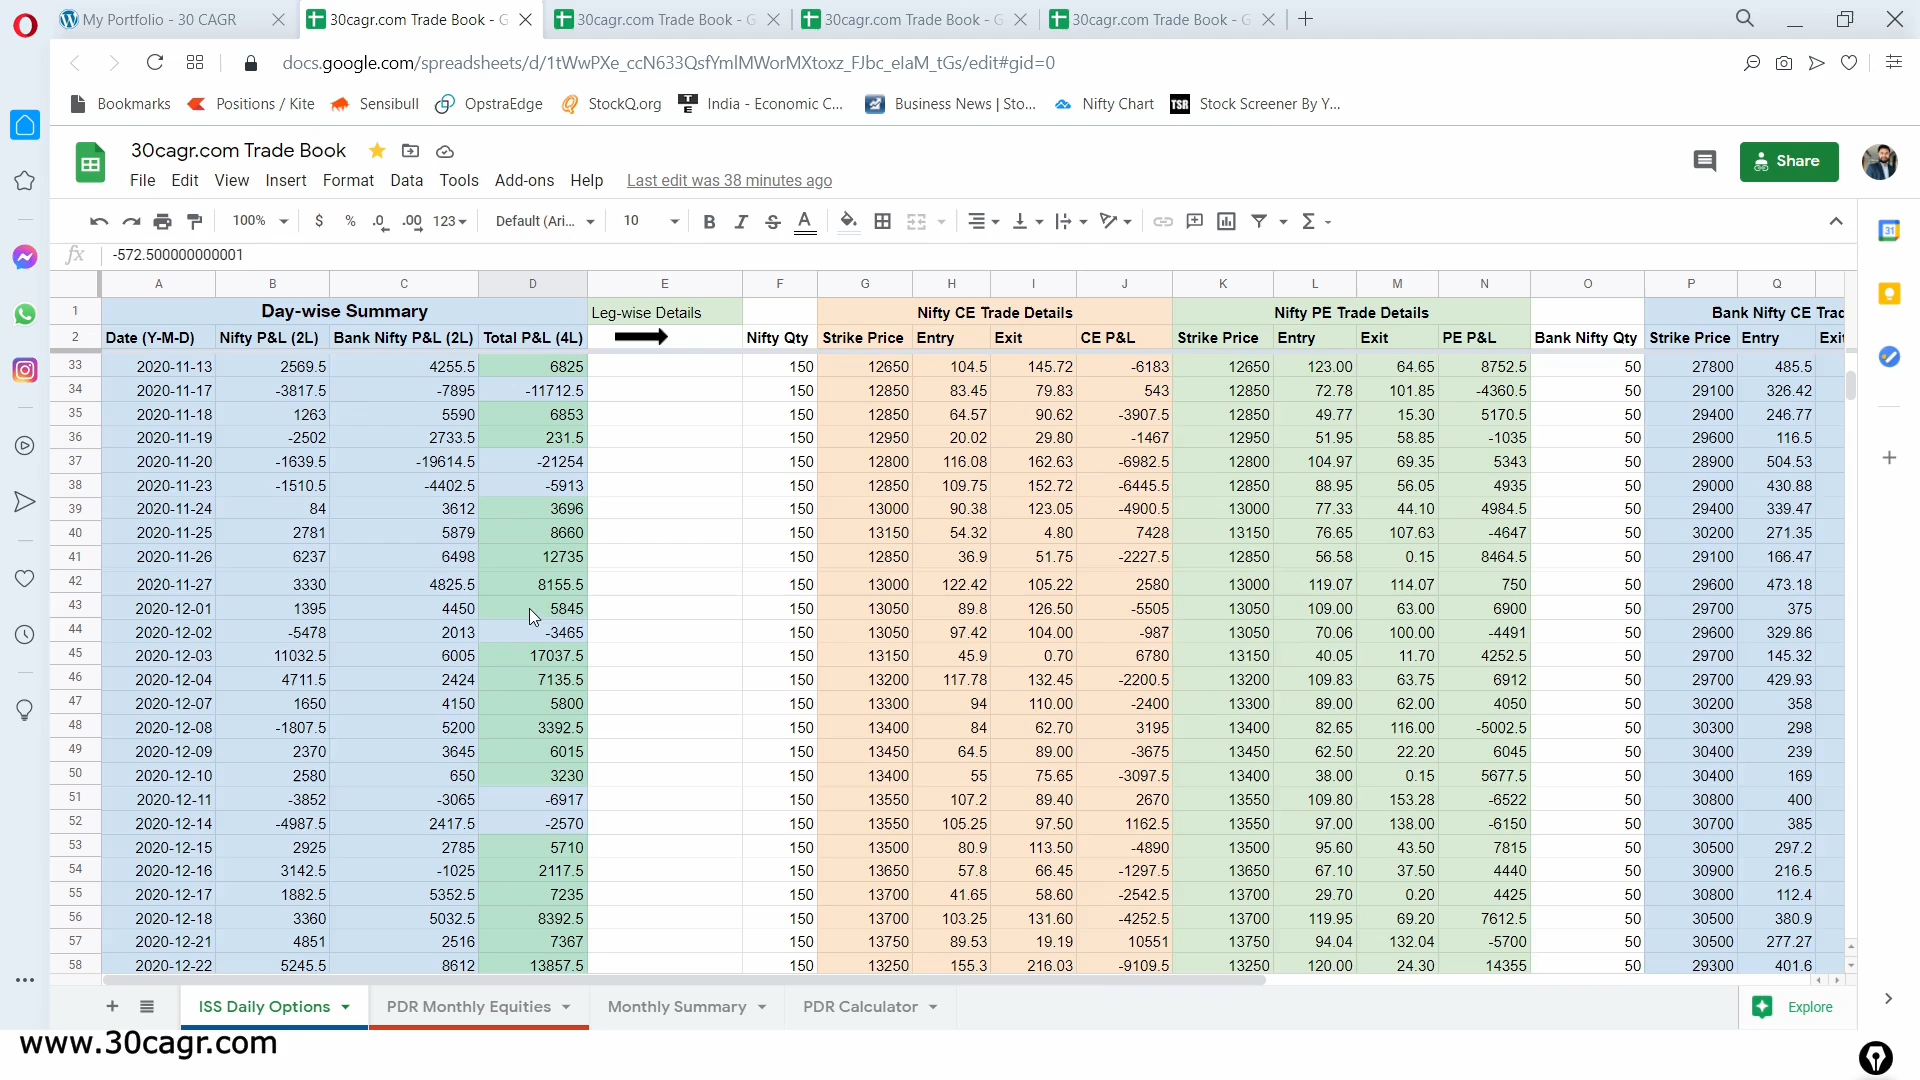 My Portfolio - 30 CAGR
30cagr.com Trade Book - G
30cagr.com Trade Book - G
30cagr.com Trade Book - G
30cagr.com Trade Book - G
docs.google.com/spreadsheets/d/1tWwPXe_ccN633QsfYmlMWorMXtoxz_FJbc_elaM_tGs/edit#gid=0
Bookmarks Positions / Kite Sensibull OpstraEdge StockQ.org India - Economic C... Business News | Sto... Nifty Chart TSR Stock Screener By Y...
30cagr.com Trade Book
Share
File Edit View Insert Format Data Tools Add-ons Help Last edit was 38 minutes ago
100% $ % .0 .00 123 Default (Ari... 10 B I S A
fx -572.500000000001
A B C D E F G H I J K L M N O P Q
1 Day-wise Summary Leg-wise Details Nifty CE Trade Details Nifty PE Trade Details Bank Nifty CE Trad
2 Date (Y-M-D) Nifty P&L (2L) Bank Nifty P&L (2L) Total P&L (4L) Nifty Qty Strike Price Entry Exit CE P&L Strike Price Entry Exit PE P&L Bank Nifty Qty Strike Price Entry Exit
33 2020-11-13 2569.5 4255.5 6825 150 12650 104.5 145.72 -6183 12650 123.00 64.65 8752.5 50 27800 485.5
34 2020-11-17 -3817.5 -7895 -11712.5 150 12850 83.45 79.83 543 12850 72.78 101.85 -4360.5 50 29100 326.42
35 2020-11-18 1263 5590 6853 150 12850 64.57 90.62 -3907.5 12850 49.77 15.30 5170.5 50 29400 246.77
36 2020-11-19 -2502 2733.5 231.5 150 12950 20.02 29.80 -1467 12950 51.95 58.85 -1035 50 29600 116.5
37 2020-11-20 -1639.5 -19614.5 -21254 150 12800 116.08 162.63 -6982.5 12800 104.97 69.35 5343 50 28900 504.53
38 2020-11-23 -1510.5 -4402.5 -5913 150 12850 109.75 152.72 -6445.5 12850 88.95 56.05 4935 50 29000 430.88
39 2020-11-24 84 3612 3696 150 13000 90.38 123.05 -4900.5 13000 77.33 44.10 4984.5 50 29400 339.47
40 2020-11-25 2781 5879 8660 150 13150 54.32 4.80 7428 13150 76.65 107.63 -4647 50 30200 271.35
41 2020-11-26 6237 6498 12735 150 12850 36.9 51.75 -2227.5 12850 56.58 0.15 8464.5 50 29100 166.47
42 2020-11-27 3330 4825.5 8155.5 150 13000 122.42 105.22 2580 13000 119.07 114.07 750 50 29600 473.18
43 2020-12-01 1395 4450 5845 150 13050 89.8 126.50 -5505 13050 109.00 63.00 6900 50 29700 375
44 2020-12-02 -5478 2013 -3465 150 13050 97.42 104.00 -987 13050 70.06 100.00 -4491 50 29600 329.86
45 2020-12-03 11032.5 6005 17037.5 150 13150 45.9 0.70 6780 13150 40.05 11.70 4252.5 50 29700 145.32
46 2020-12-04 4711.5 2424 7135.5 150 13200 117.78 132.45 -2200.5 13200 109.83 63.75 6912 50 29700 429.93
47 2020-12-07 1650 4150 5800 150 13300 94 110.00 -2400 13300 89.00 62.00 4050 50 30200 358
48 2020-12-08 -1807.5 5200 3392.5 150 13400 84 62.70 3195 13400 82.65 116.00 -5002.5 50 30300 298
49 2020-12-09 2370 3645 6015 150 13450 64.5 89.00 -3675 13450 62.50 22.20 6045 50 30400 239
50 2020-12-10 2580 650 3230 150 13400 55 75.65 -3097.5 13400 38.00 0.15 5677.5 50 30400 169
51 2020-12-11 -3852 -3065 -6917 150 13550 107.2 89.40 2670 13550 109.80 153.28 -6522 50 30800 400
52 2020-12-14 -4987.5 2417.5 -2570 150 13550 105.25 97.50 1162.5 13550 97.00 138.00 -6150 50 30700 385
53 2020-12-15 2925 2785 5710 150 13500 80.9 113.50 -4890 13500 95.60 43.50 7815 50 30500 297.2
54 2020-12-16 3142.5 -1025 2117.5 150 13650 57.8 66.45 -1297.5 13650 67.10 37.50 4440 50 30900 216.5
55 2020-12-17 1882.5 5352.5 7235 150 13700 41.65 58.60 -2542.5 13700 29.70 0.20 4425 50 30800 112.4
56 2020-12-18 3360 5032.5 8392.5 150 13700 103.25 131.60 -4252.5 13700 119.95 69.20 7612.5 50 30500 380.9
57 2020-12-21 4851 2516 7367 150 13750 89.53 19.19 10551 13750 94.04 132.04 -5700 50 30500 277.27
58 2020-12-22 5245.5 8612 13857.5 150 13250 155.3 216.03 -9109.5 13250 120.00 24.30 14355 50 29300 401.6
ISS Daily Options PDR Monthly Equities Monthly Summary PDR Calculator Explore
www.30cagr.com